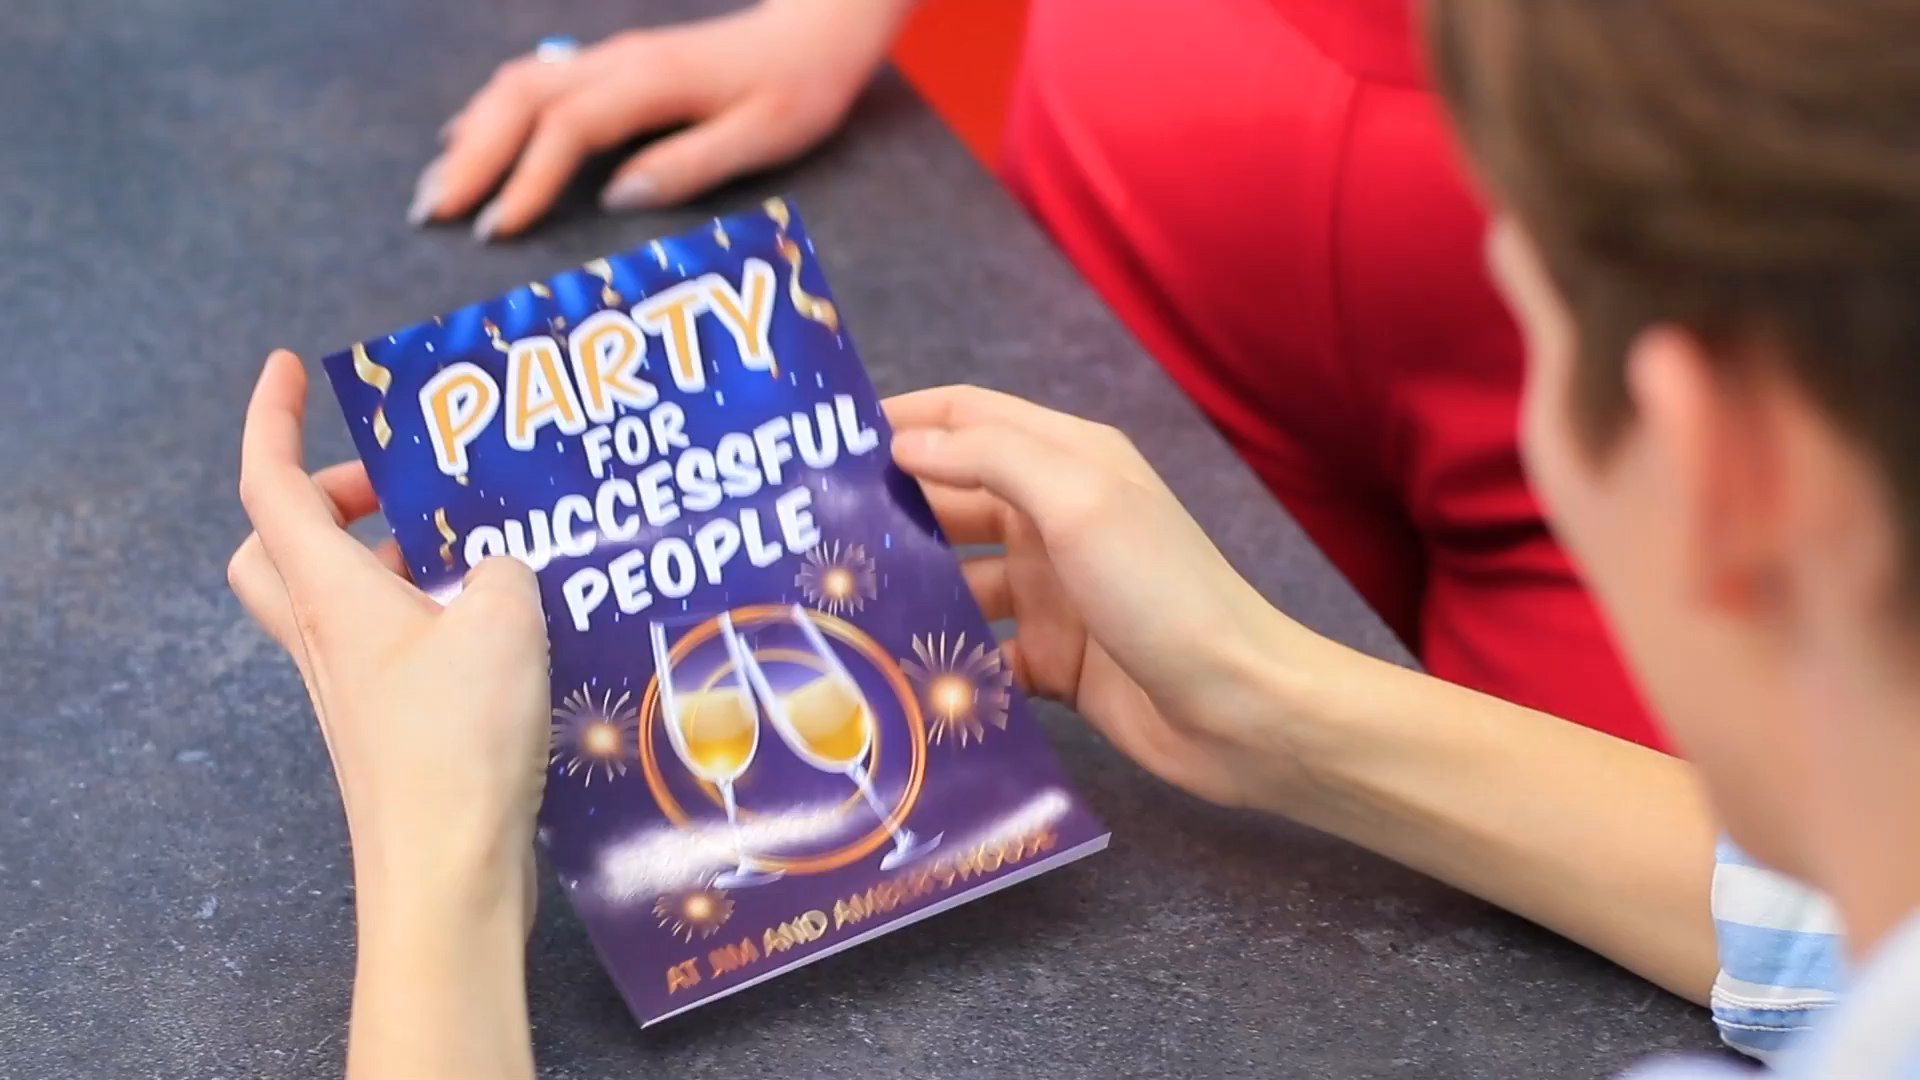 PARTY
FOR
SUCCESSFUL
PEOPLE
AT JIM AND AMBER'S HOUSE